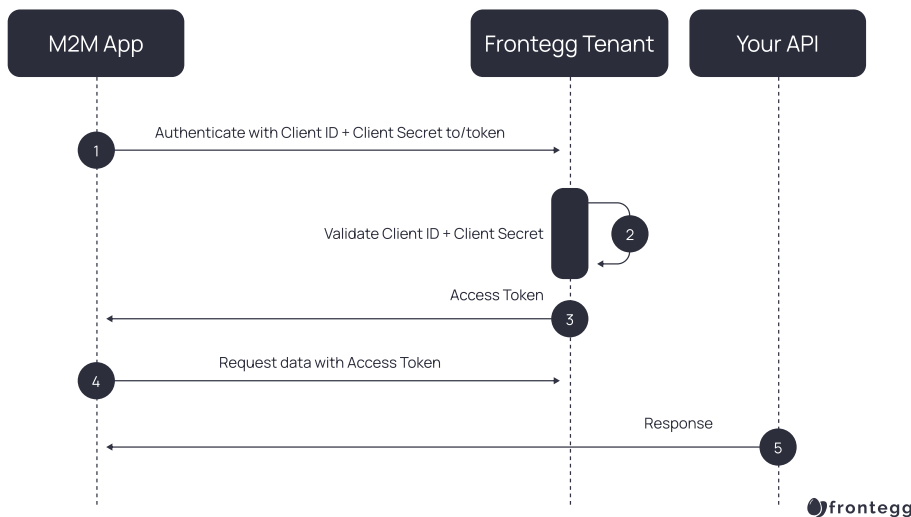 M2M App
Frontegg Tenant
Your API
Authenticate with Client ID + Client Secret to/token
1
Validate Client ID + Client Secret
2
Access Token
3
Request data with Access Token
4
Response
5
frontegg